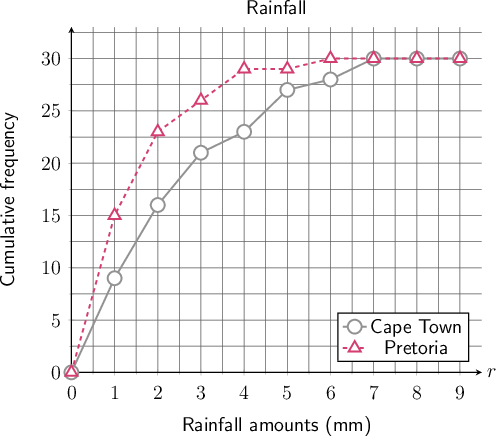 Rainfall
Cumulative frequency
30
25
20
15
10
5
0
0 1 2 3 4 5 6 7 8 9
r
Rainfall amounts (mm)
Cape Town
Pretoria